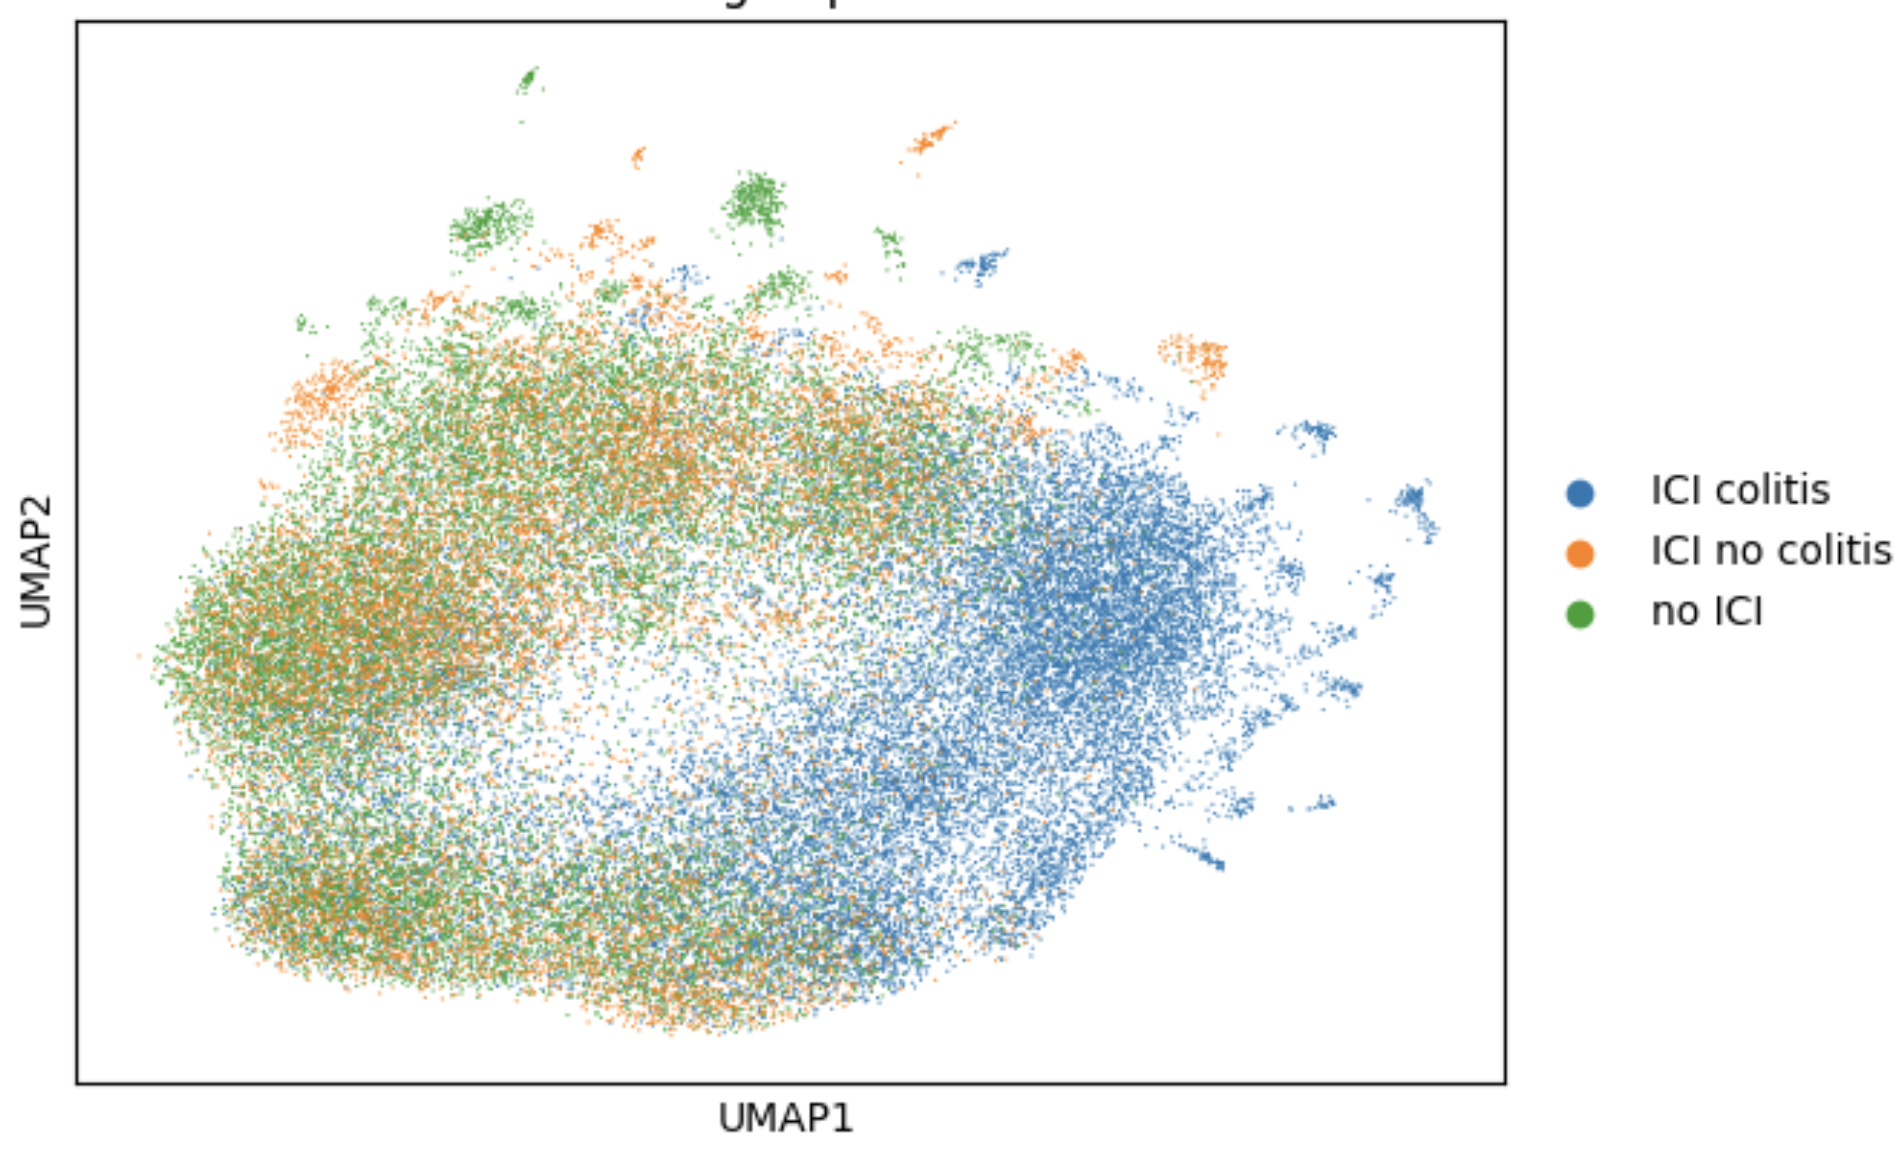 UMAP2
UMAP1
ICI colitis
ICI no colitis
no ICI